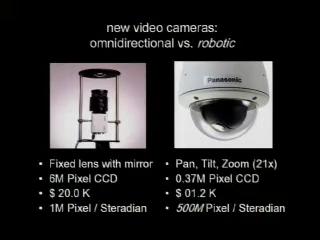 new video cameras:
omnidirectional vs. robotic
Panasonic
• Fixed lens with mirror
• 6M Pixel CCD
• $ 20.0 K
• 1M Pixel / Steradian
• Pan, Tilt, Zoom (21x)
• 0.37M Pixel CCD
• $ 01.2 K
• 500M Pixel / Steradian